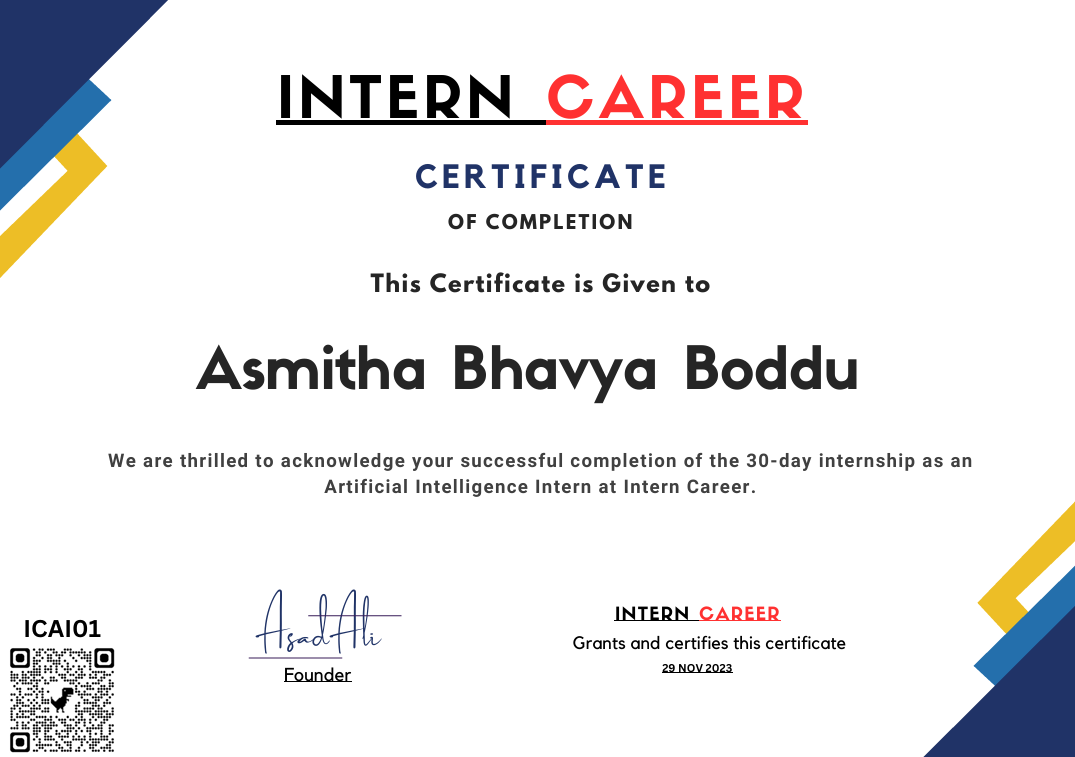 INTERN CAREER
CERTIFICATE
OF COMPLETION
This Certificate is Given to
Asmitha Bhavya Boddu
We are thrilled to acknowledge your successful completion of the 30-day internship as an
Artificial Intelligence Intern at Intern Career.
ICAI01
Asad Ali
Founder
INTERN CAREER
Grants and certifies this certificate
29 NOV 2023